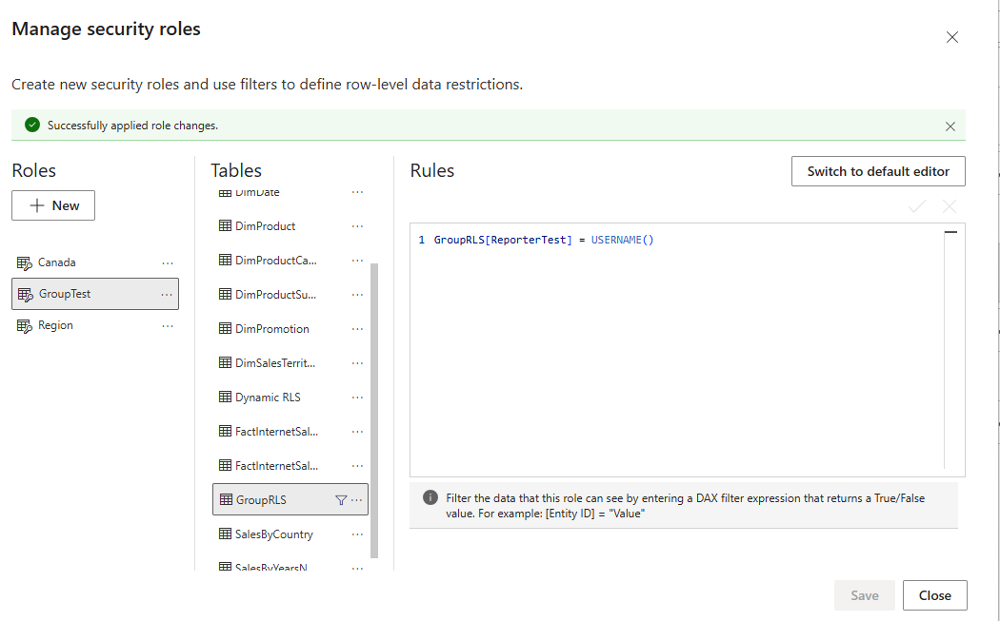 Manage security roles
Create new security roles and use filters to define row-level data restrictions.
Successfully applied role changes.
Roles
New
Canada
GroupTest
Region
Tables
DimDate
DimProduct
DimProductCa...
DimProductSu...
DimPromotion
DimSalesTerrit...
Dynamic RLS
FactInternetSal...
FactInternetSal...
GroupRLS
SalesByCountry
SalesByYearsN
Rules
Switch to default editor
1 GroupRLS[ReporterTest] = USERNAME()
Filter the data that this role can see by entering a DAX filter expression that returns a True/False
value. For example: [Entity ID] = "Value"
Save
Close